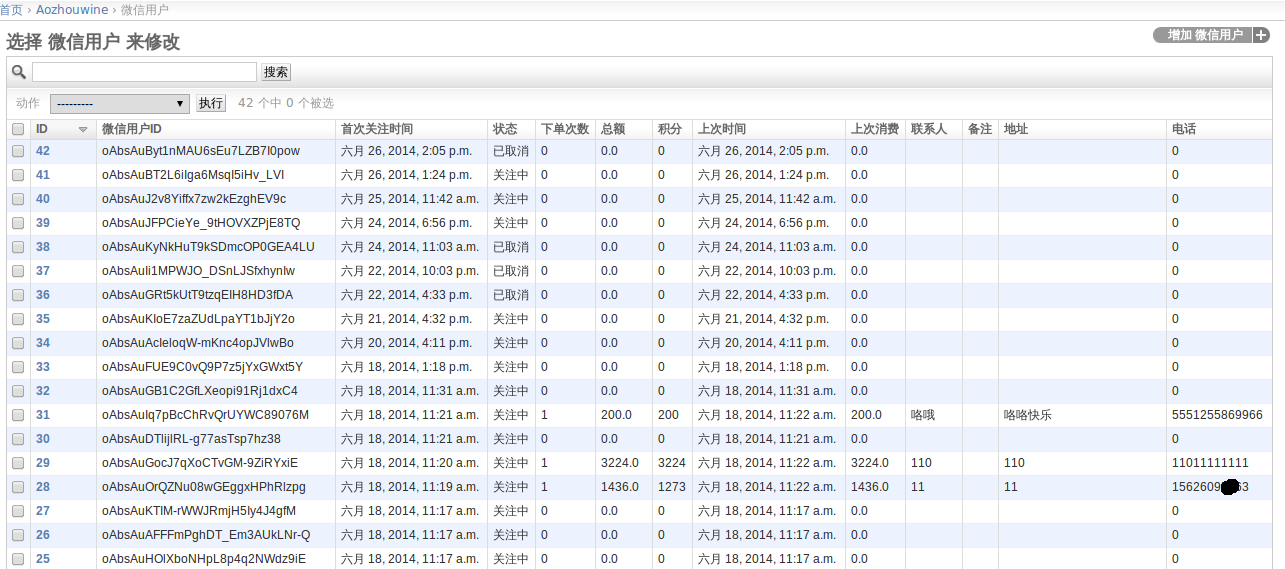 首页 › Aozhouwine › 微信用户
选择 微信用户 来修改
增加 微信用户 +
搜索
动作 --------- 执行 42 个中 0 个被选
ID 微信用户ID 首次关注时间 状态 下单次数 总额 积分 上次时间 上次消费 联系人 备注 地址 电话
42 oAbsAuByt1nMAU6sEu7LZB7I0pow 六月 26, 2014, 2:05 p.m. 已取消 0 0.0 0 六月 26, 2014, 2:05 p.m. 0.0 0
41 oAbsAuBT2L6iIga6MsqI5iHv_LVI 六月 26, 2014, 1:24 p.m. 关注中 0 0.0 0 六月 26, 2014, 1:24 p.m. 0.0 0
40 oAbsAuJ2v8Yiffx7zw2kEzghEV9c 六月 25, 2014, 11:42 a.m. 关注中 0 0.0 0 六月 25, 2014, 11:42 a.m. 0.0 0
39 oAbsAuJFPCieYe_9tHOVXZPjE8TQ 六月 24, 2014, 6:56 p.m. 关注中 0 0.0 0 六月 24, 2014, 6:56 p.m. 0.0 0
38 oAbsAuKyNkHuT9kSDmcOP0GEA4LU 六月 24, 2014, 11:03 a.m. 已取消 0 0.0 0 六月 24, 2014, 11:03 a.m. 0.0 0
37 oAbsAuIi1MPWJO_DSnLJSfxhynIw 六月 22, 2014, 10:03 p.m. 已取消 0 0.0 0 六月 22, 2014, 10:03 p.m. 0.0 0
36 oAbsAuGRt5kUtT9tzqEIH8HD3fDA 六月 22, 2014, 4:33 p.m. 已取消 0 0.0 0 六月 22, 2014, 4:33 p.m. 0.0 0
35 oAbsAuKIoE7zaZUdLpaYT1bJjY2o 六月 21, 2014, 4:32 p.m. 关注中 0 0.0 0 六月 21, 2014, 4:32 p.m. 0.0 0
34 oAbsAuAcIeIoqW-mKnc4opJVlwBo 六月 20, 2014, 4:11 p.m. 关注中 0 0.0 0 六月 20, 2014, 4:11 p.m. 0.0 0
33 oAbsAuFUE9C0vQ9P7z5jYxGWxt5Y 六月 18, 2014, 1:18 p.m. 关注中 0 0.0 0 六月 18, 2014, 1:18 p.m. 0.0 0
32 oAbsAuGB1C2GfLXeopi91Rj1dxC4 六月 18, 2014, 11:31 a.m. 关注中 0 0.0 0 六月 18, 2014, 11:31 a.m. 0.0 0
31 oAbsAuIq7pBcChRvQrUYWC89076M 六月 18, 2014, 11:21 a.m. 关注中 1 200.0 200 六月 18, 2014, 11:22 a.m. 200.0 咯哦 咯咯快乐 5551255869966
30 oAbsAuDTIijIRL-g77asTsp7hz38 六月 18, 2014, 11:21 a.m. 关注中 0 0.0 0 六月 18, 2014, 11:21 a.m. 0.0 0
29 oAbsAuGocJ7qXoCTvGM-9ZiRYxiE 六月 18, 2014, 11:20 a.m. 关注中 1 3224.0 3224 六月 18, 2014, 11:22 a.m. 3224.0 110 110 11011111111
28 oAbsAuOrQZNu08wGEggxHPhRIzpg 六月 18, 2014, 11:19 a.m. 关注中 1 1436.0 1273 六月 18, 2014, 11:22 a.m. 1436.0 11 11
27 oAbsAuKTIM-rWWJRmjH5Iy4J4gfM 六月 18, 2014, 11:17 a.m. 关注中 0 0.0 0 六月 18, 2014, 11:17 a.m. 0.0 0
26 oAbsAuAFFFmPghDT_Em3AUkLNr-Q 六月 18, 2014, 11:17 a.m. 关注中 0 0.0 0 六月 18, 2014, 11:17 a.m. 0.0 0
25 oAbsAuHOIXboNHpL8p4q2NWdz9iE 六月 18, 2014, 11:17 a.m. 关注中 0 0.0 0 六月 18, 2014, 11:17 a.m. 0.0 0